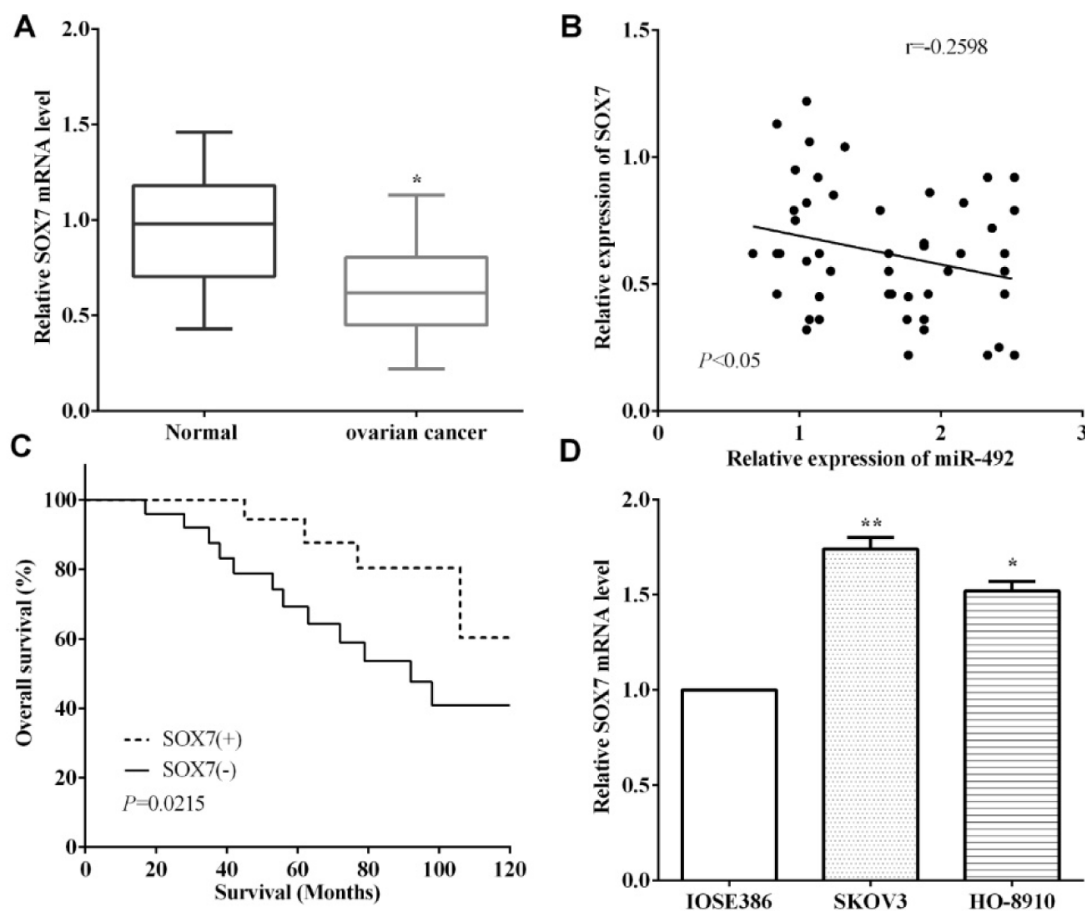 A
Relative SOX7 mRNA level
2.0
1.5
1.0
0.5
0.0
*
Normal
ovarian cancer
B
Relative expression of SOX7
1.5
1.0
0.5
0.0
r=-0.2598
P<0.05
0
1
2
3
Relative expression of miR-492
C
Overall survival (%)
100
80
60
40
20
0
SOX7(+)
SOX7(-)
P=0.0215
0
20
40
60
80
100
120
Survival (Months)
D
Relative SOX7 mRNA level
2.0
1.5
1.0
0.5
0.0
**
*
IOSE386
SKOV3
HO-8910